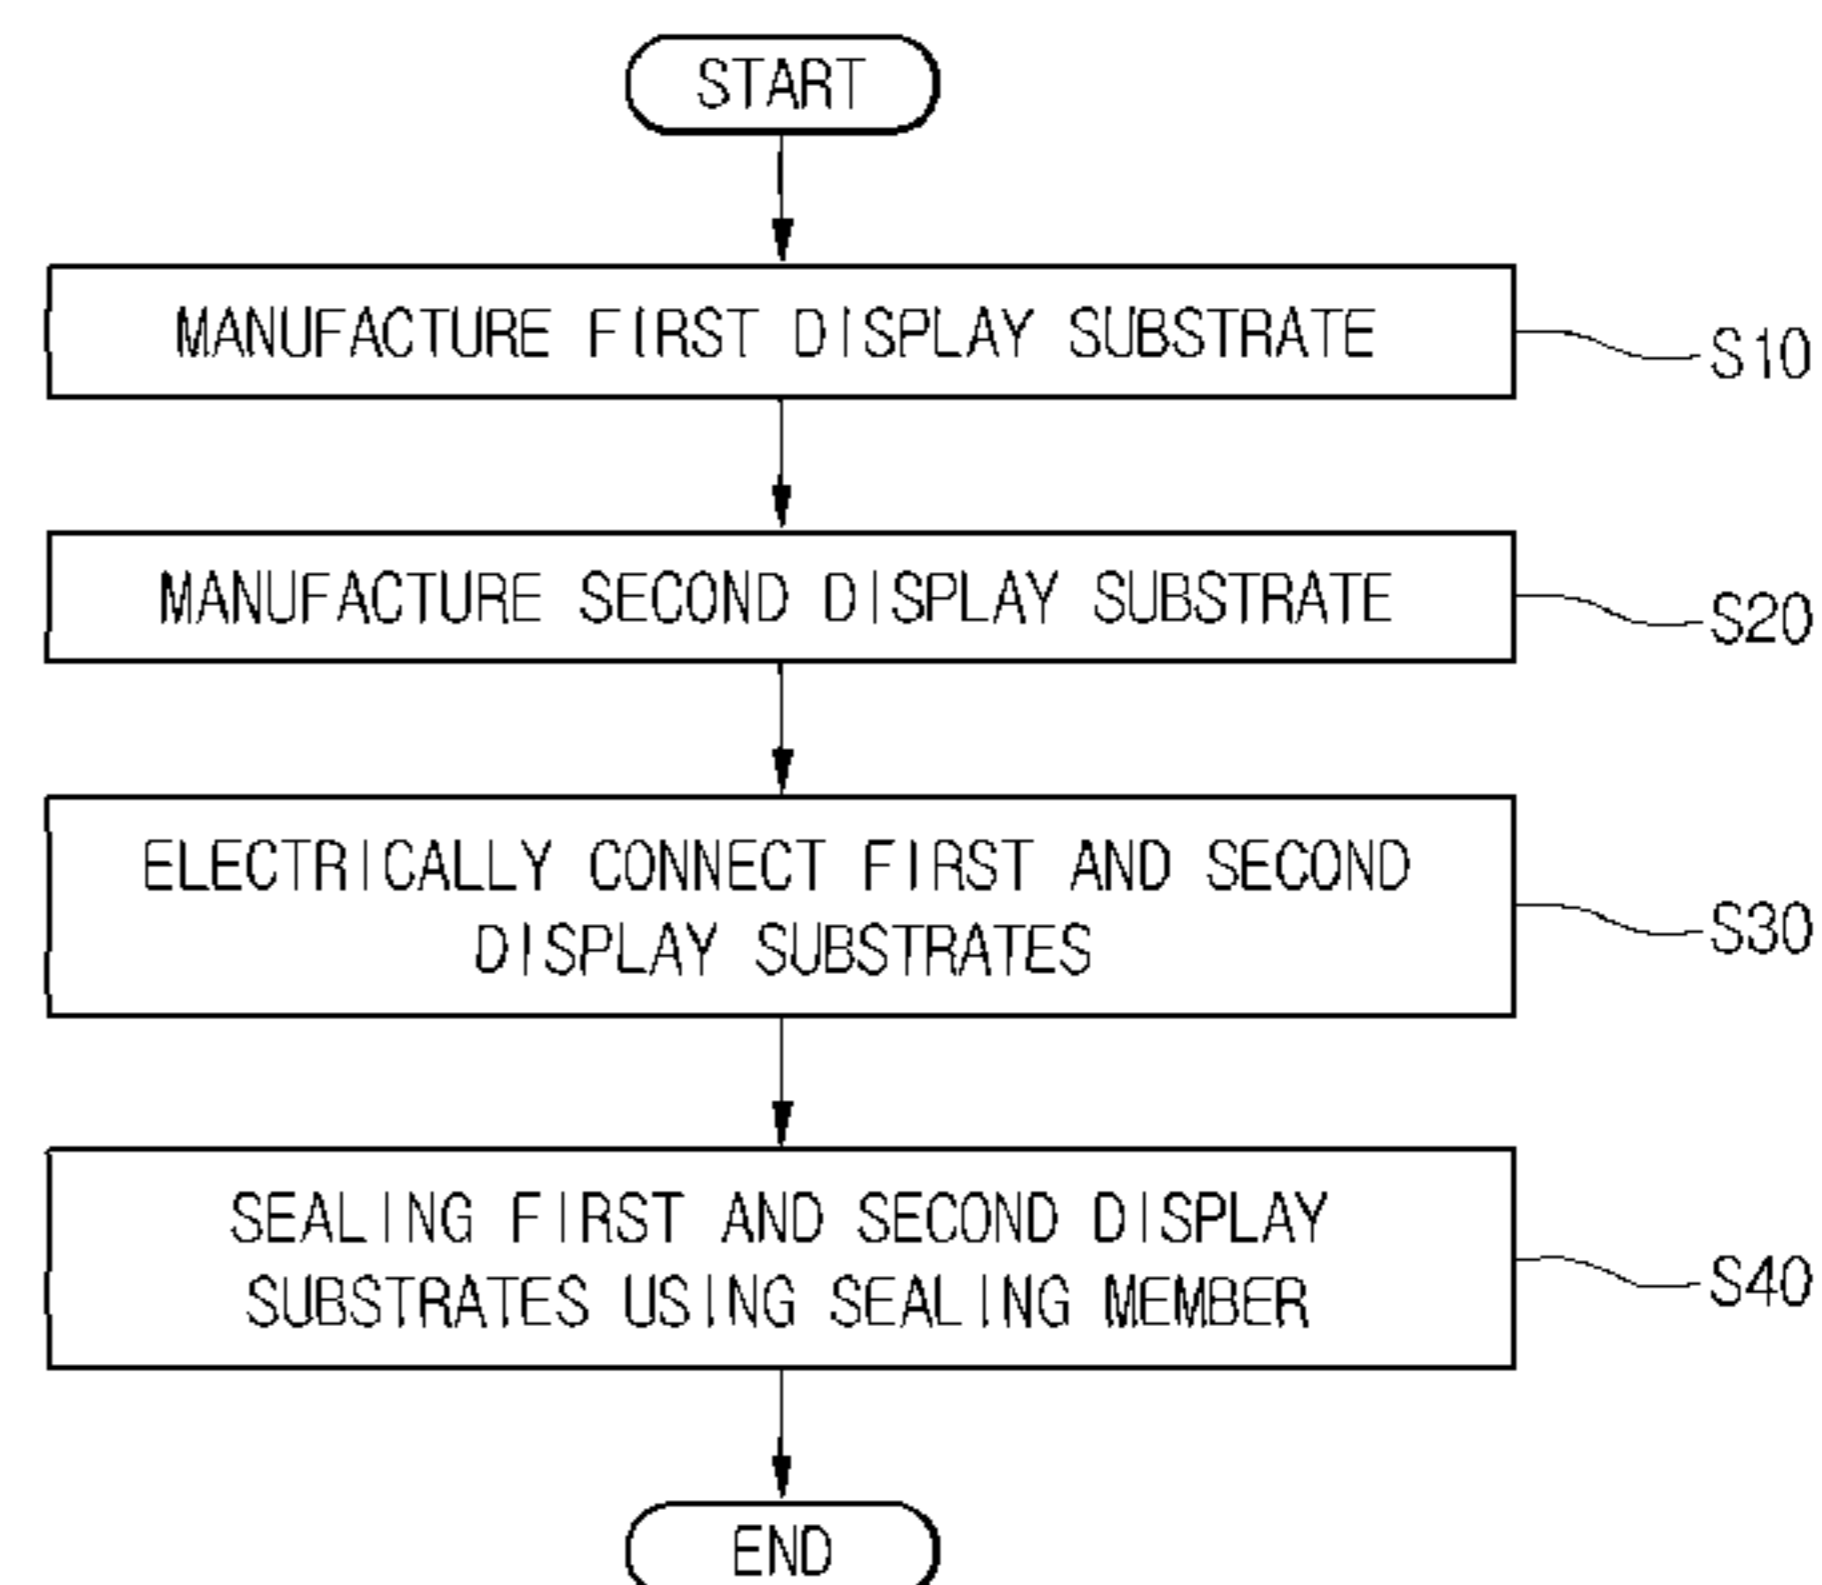 START
MANUFACTURE FIRST DISPLAY SUBSTRATE
S10
MANUFACTURE SECOND DISPLAY SUBSTRATE
S20
ELECTRICALLY CONNECT FIRST AND SECOND
DISPLAY SUBSTRATES
S30
SEALING FIRST AND SECOND DISPLAY
SUBSTRATES USING SEALING MEMBER
S40
END